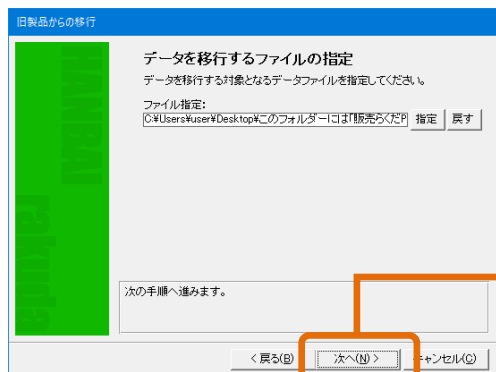 旧製品からの移行
HANBAI
rakuda
データを移行するファイルの指定
データを移行する対象となるデータファイルを指定してください。
ファイル指定:
C:¥Users¥user¥Desktop¥このフォルダーには「販売らくだP 指定 戻す
次の手順へ進みます。
< 戻る(B) 次へ(N) > キャンセル(C)